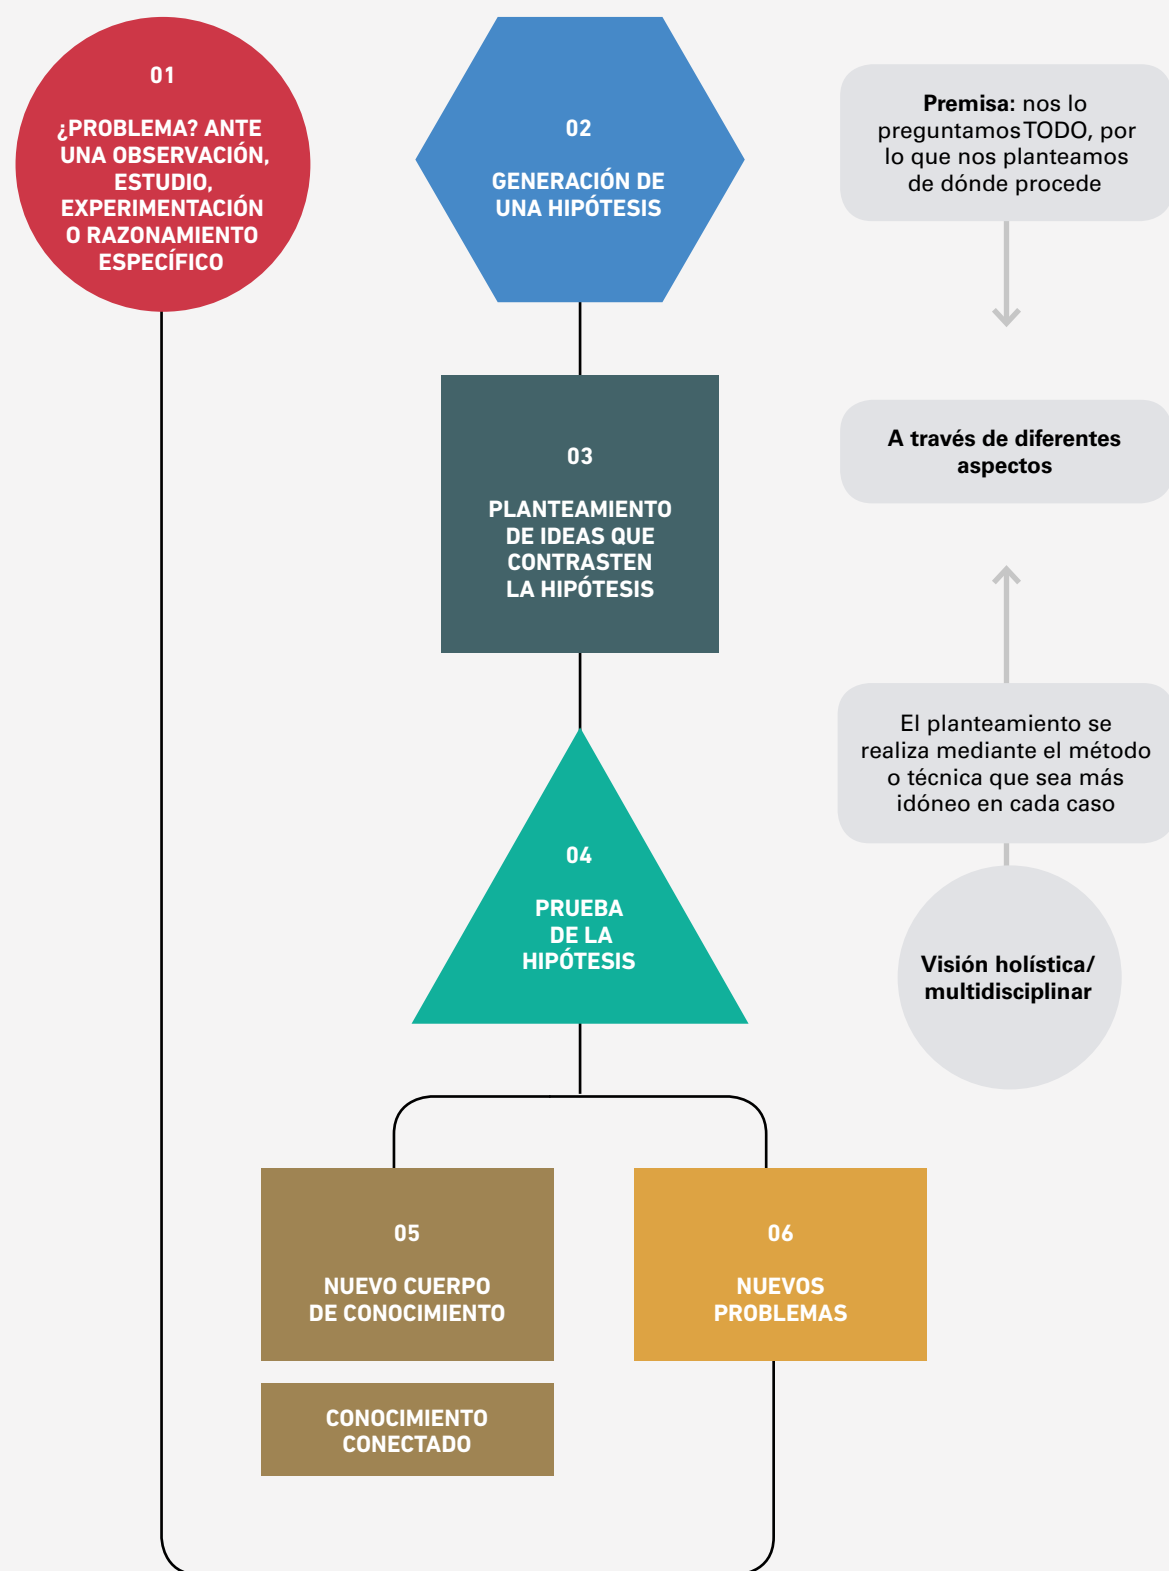 01
¿PROBLEMA? ANTE
UNA OBSERVACIÓN,
ESTUDIO,
EXPERIMENTACIÓN
O RAZONAMIENTO
ESPECÍFICO
02
GENERACIÓN DE
UNA HIPÓTESIS
Premisa: nos lo
preguntamos TODO, por
lo que nos planteamos
de dónde procede
03
PLANTEAMIENTO
DE IDEAS QUE
CONTRASTEN
LA HIPÓTESIS
A través de diferentes
aspectos
El planteamiento se
realiza mediante el método
o técnica que sea más
idóneo en cada caso
04
PRUEBA
DE LA
HIPÓTESIS
Visión holística/
multidisciplinar
05
NUEVO CUERPO
DE CONOCIMIENTO
06
NUEVOS
PROBLEMAS
CONOCIMIENTO
CONECTADO